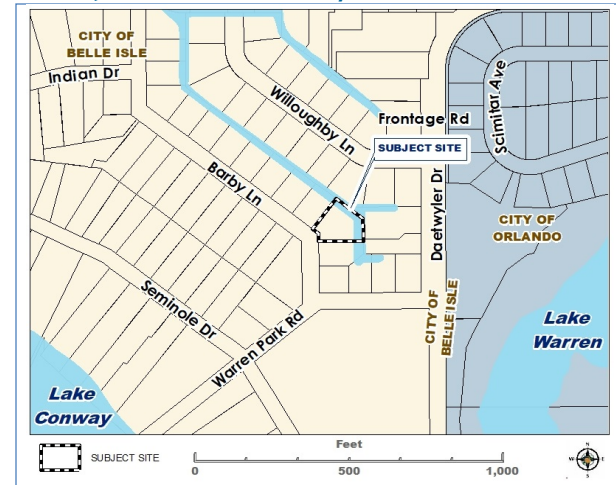 CITY OF
BELLE ISLE
Indian Dr
Willoughby Ln
Frontage Rd
Scimitar Ave
SUBJECT SITE
Barby Ln
Daetwyler Dr
CITY OF
ORLANDO
Seminole Dr
CITY OF
BELLE ISLE
Warren Park Rd
Lake
Warren
Lake
Conway
SUBJECT SITE
Feet
0
500
1,000
N
W
E
S